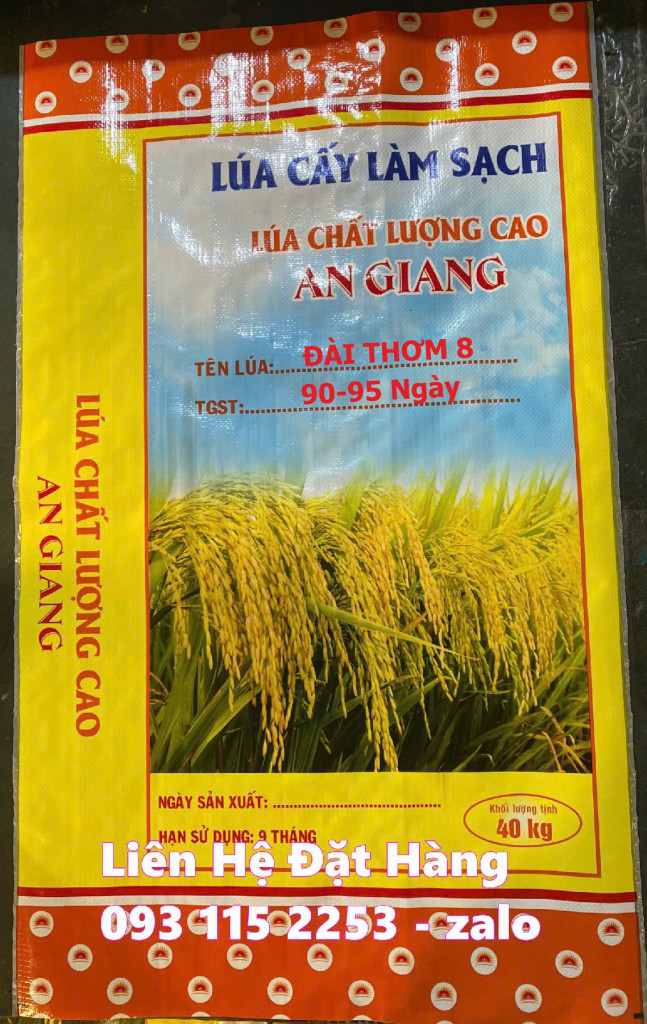 LÚA CẤY LÀM SẠCH
LÚA CHẤT LƯỢNG CAO
AN GIANG
TÊN LÚA:..... ĐÀI THƠM 8
TGST:..... 90-95 Ngày
LÚA CHẤT LƯỢNG CAO
AN GIANG
NGÀY SẢN XUẤT: ..........
HẠN SỬ DỤNG: 9 THÁNG
Khối lượng tịnh
40 kg
Liên Hệ Đặt Hàng
093 115 2253 - zalo